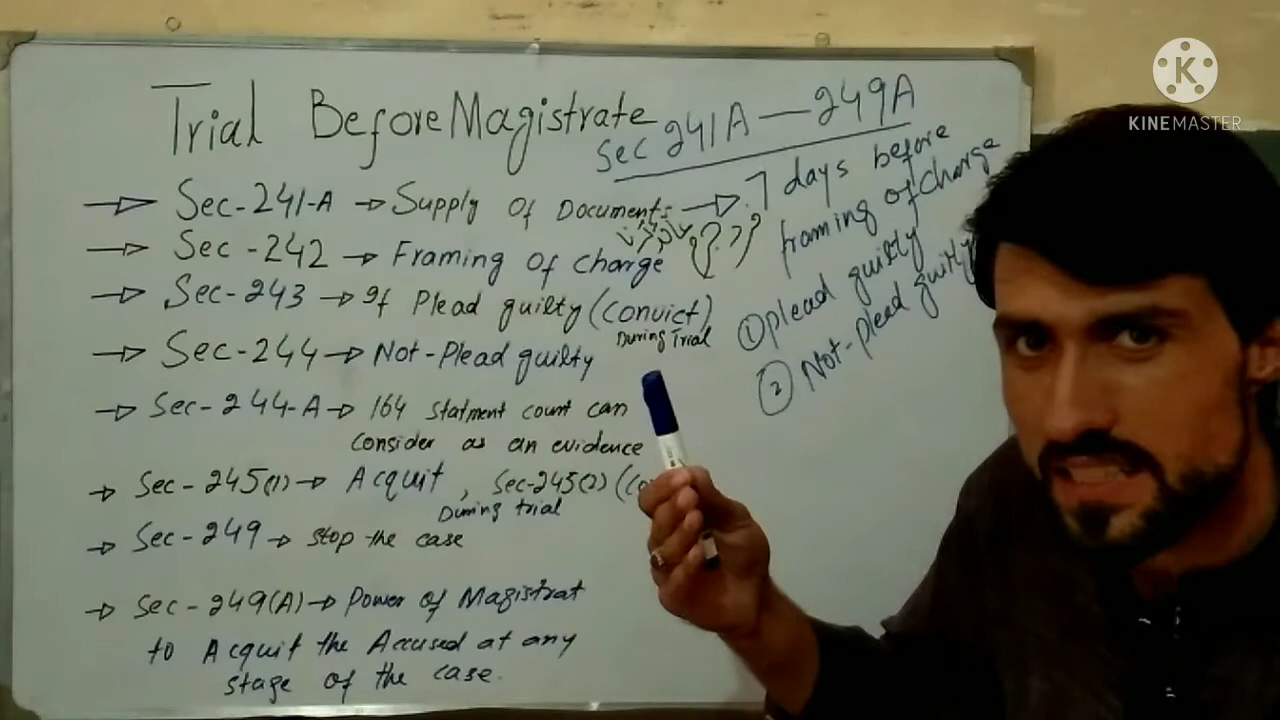 Trial Before Magistrate
Sec 241A — 249A
Sec-241-A → Supply of Documents → 7 days before
framing of charge
Sec-242 → Framing of charge
① plead guilty
② Not-plead guilty
Sec-243 → If Plead guilty (convict)
During Trial
Sec-244 → Not-Plead guilty
Sec-244-A → 164 statment count can
consider as an evidence
Sec-245(1) → Acquit, Sec-245(2) (Co
During trial
Sec-249 → stop the case
Sec-249(A) → Power of Magistrat
to Acquit the Accused at any
stage of the case.
KINEMASTER